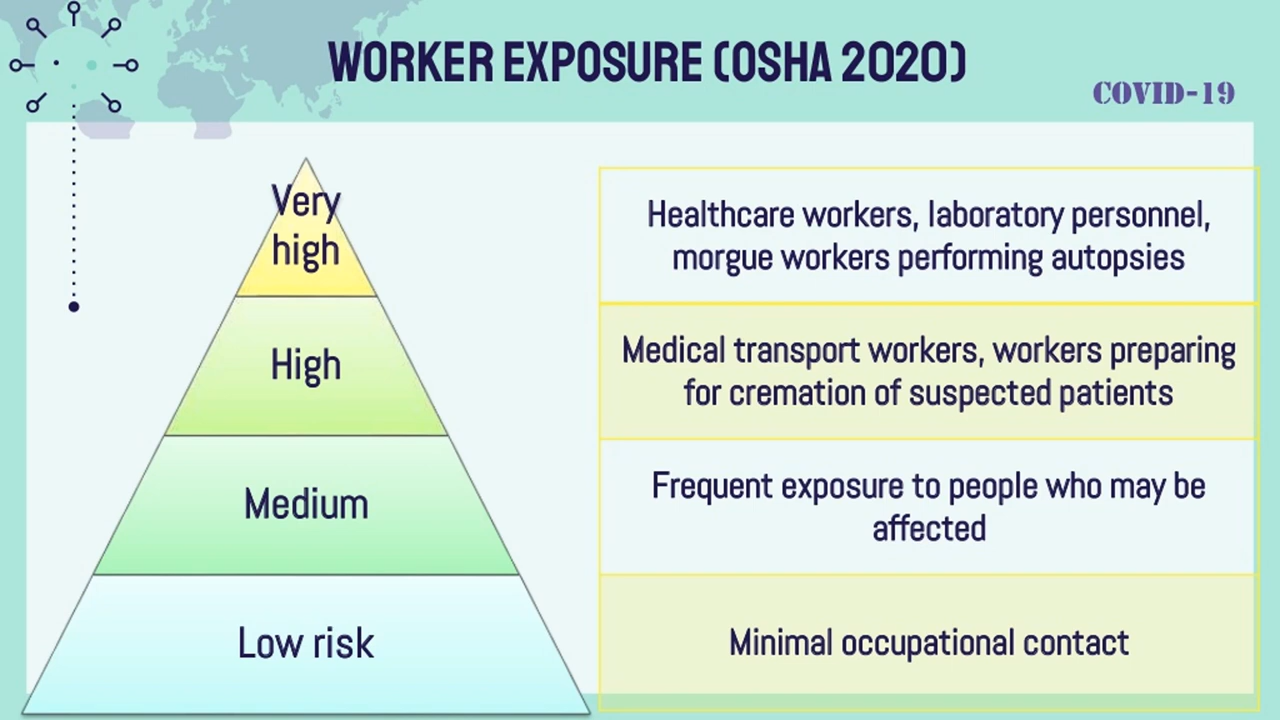 WORKER EXPOSURE (OSHA 2020)
COVID-19
Very
high
Healthcare workers, laboratory personnel,
morgue workers performing autopsies
High
Medical transport workers, workers preparing
for cremation of suspected patients
Medium
Frequent exposure to people who may be
affected
Low risk
Minimal occupational contact